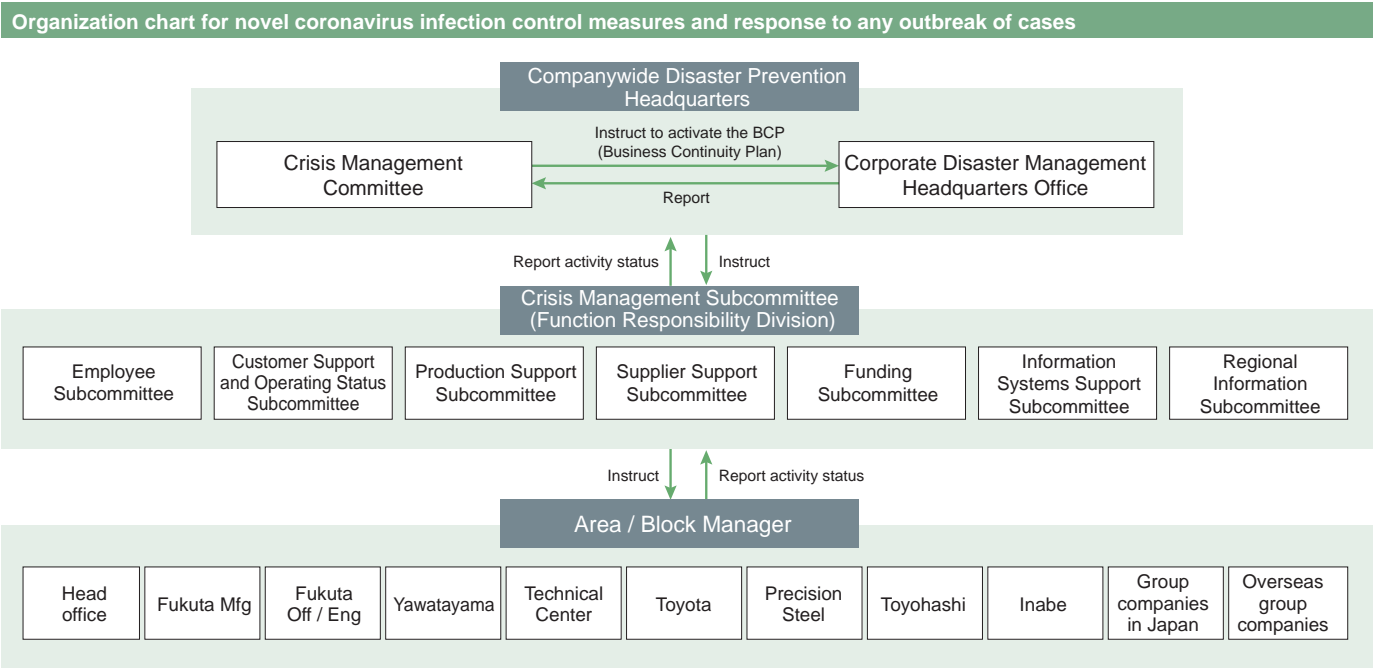 Organization chart for novel coronavirus infection control measures and response to any outbreak of cases
Companywide Disaster Prevention
Headquarters
Crisis Management
Committee
Instruct to activate the BCP
(Business Continuity Plan)
Report
Corporate Disaster Management
Headquarters Office
Report activity status
Instruct
Crisis Management Subcommittee
(Function Responsibility Division)
Employee
Subcommittee
Customer Support
and Operating Status
Subcommittee
Production Support
Subcommittee
Supplier Support
Subcommittee
Funding
Subcommittee
Information
Systems Support
Subcommittee
Regional
Information
Subcommittee
Instruct
Report activity status
Area / Block Manager
Head
office
Fukuta Mfg
Fukuta
Off / Eng
Yawatayama
Technical
Center
Toyota
Precision
Steel
Toyohashi
Inabe
Group
companies
in Japan
Overseas
group
companies